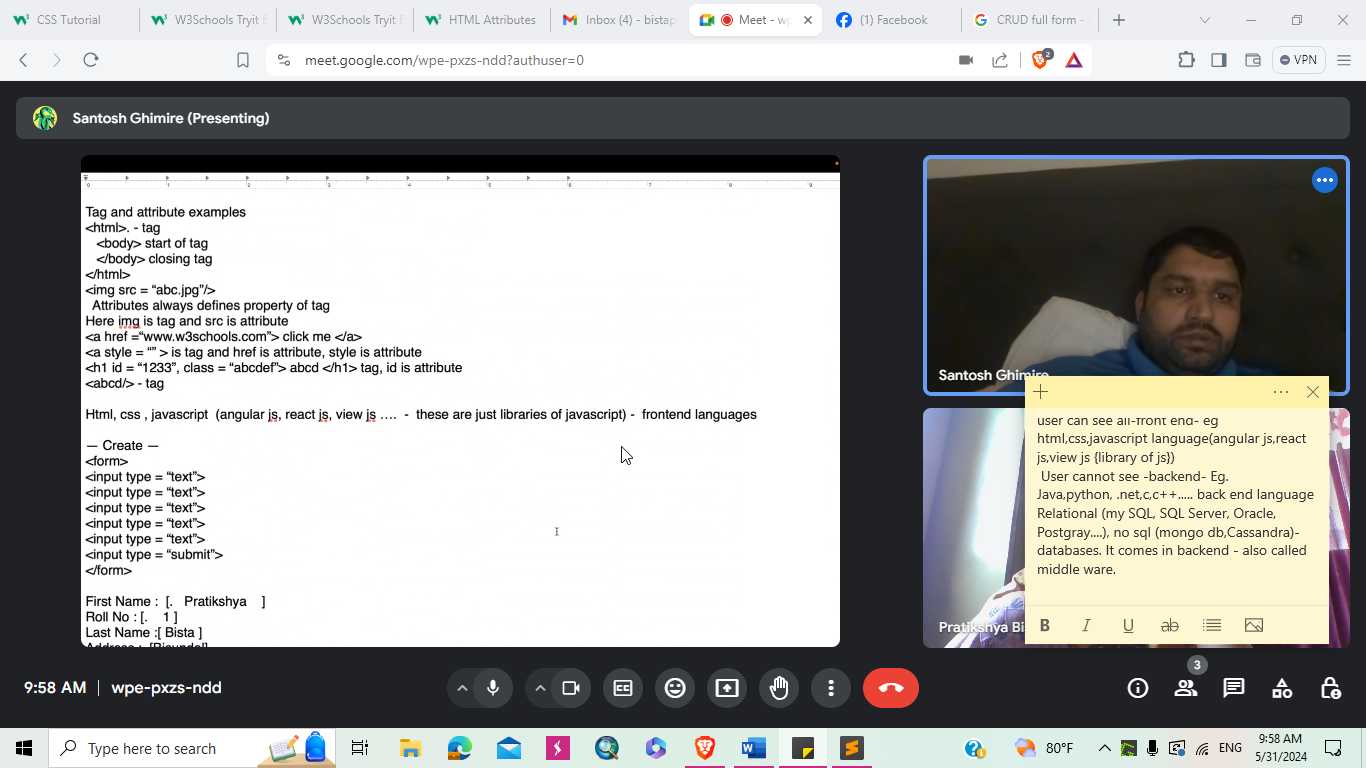 CSS Tutorial
W3Schools Tryit E
W3Schools Tryit E
HTML Attributes
Inbox (4) - bistap
Meet - wp
(1) Facebook
CRUD full form -
meet.google.com/wpe-pxzs-ndd?authuser=0
2
VPN
Santosh Ghimire (Presenting)
0 1 2 3 4 5 6 7 8 9
Tag and attribute examples
<html>. - tag
<body> start of tag
</body> closing tag
</html>
<img src = “abc.jpg”/>
Attributes always defines property of tag
Here img is tag and src is attribute
<a href =“www.w3schools.com”> click me </a>
<a style = “” > is tag and href is attribute, style is attribute
<h1 id = “1233”, class = “abcdef”> abcd </h1> tag, id is attribute
<abcd/> - tag
Html, css , javascript  (angular js, react js, view js ….  -  these are just libraries of javascript) -  frontend languages
— Create —
<form>
<input type = “text”>
<input type = “text”>
<input type = “text”>
<input type = “text”>
<input type = “text”>
<input type = “submit”>
</form>
First Name :  [.   Pratikshya    ]
Roll No : [.    1 ]
Last Name :[ Bista ]
Santosh Ghimire
user can see all-front end- eg
html,css,javascript language(angular js,react
js,view js {library of js})
User cannot see -backend- Eg.
Java,python, .net,c,c++..... back end language
Relational (my SQL, SQL Server, Oracle,
Postgray....), no sql (mongo db,Cassandra)-
databases. It comes in backend - also called
middle ware.
B I U ab
Pratikshya Bi
9:58 AM | wpe-pxzs-ndd
3
Type here to search
80°F
ENG
9:58 AM
5/31/2024